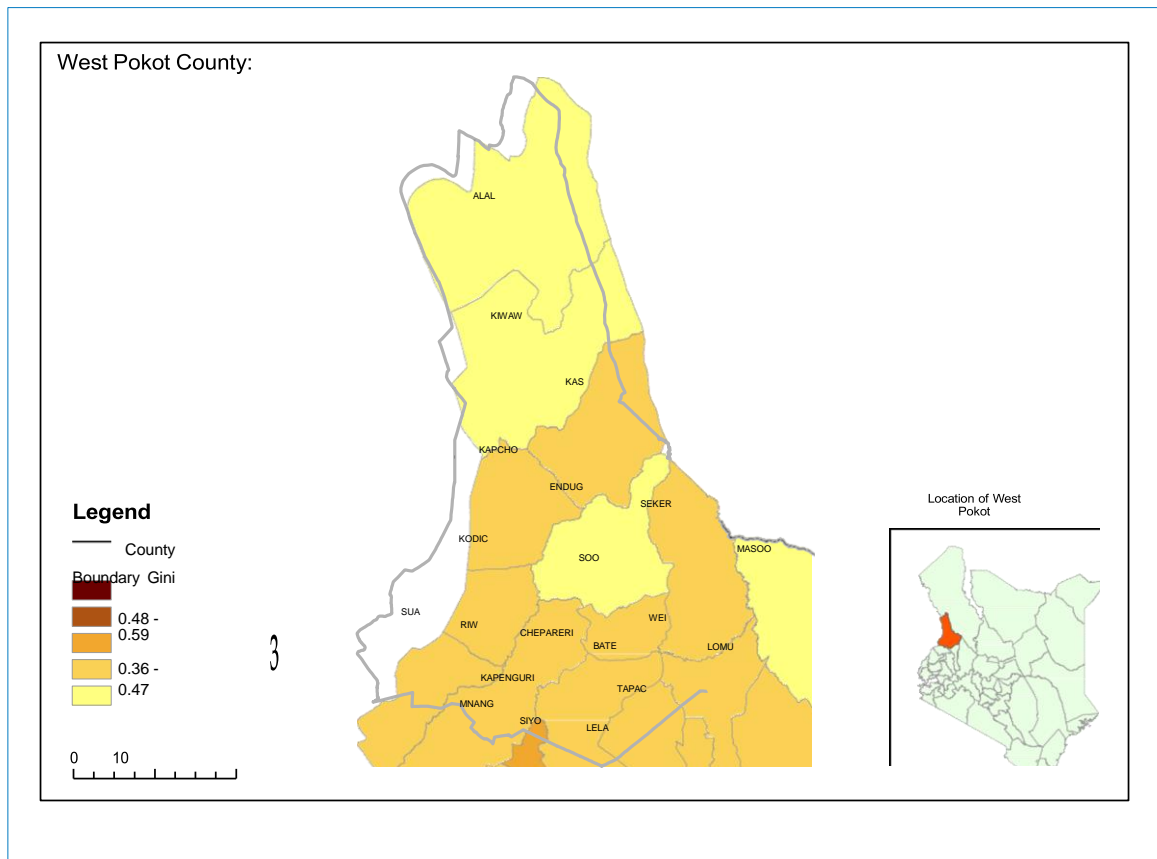 West Pokot County:
ALAL
KIWAW
KAS
KAPCHO
ENDUG
SEKER
KODIC
SOO
MASOO
SUA
RIW
CHEPARERI
WEI
BATE
LOMU
KAPENGURI
TAPAC
MNANG
SIYO
LELA
Legend
County
Boundary Gini
0.48 -
0.59
0.36 -
0.47
3
0 10
Location of West
Pokot